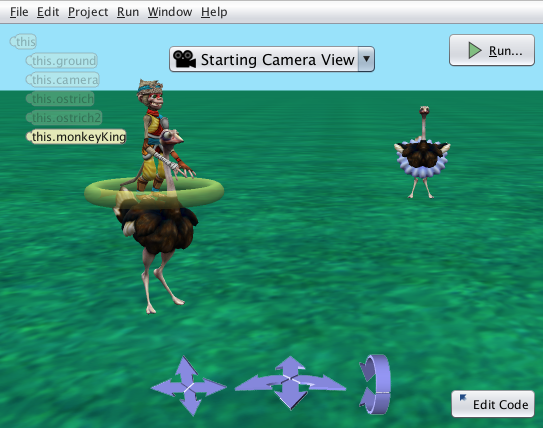 File Edit Project Run Window Help
this
this.ground
this.camera
this.ostrich
this.ostrich2
this.monkeyKing
Starting Camera View
Run...
Edit Code